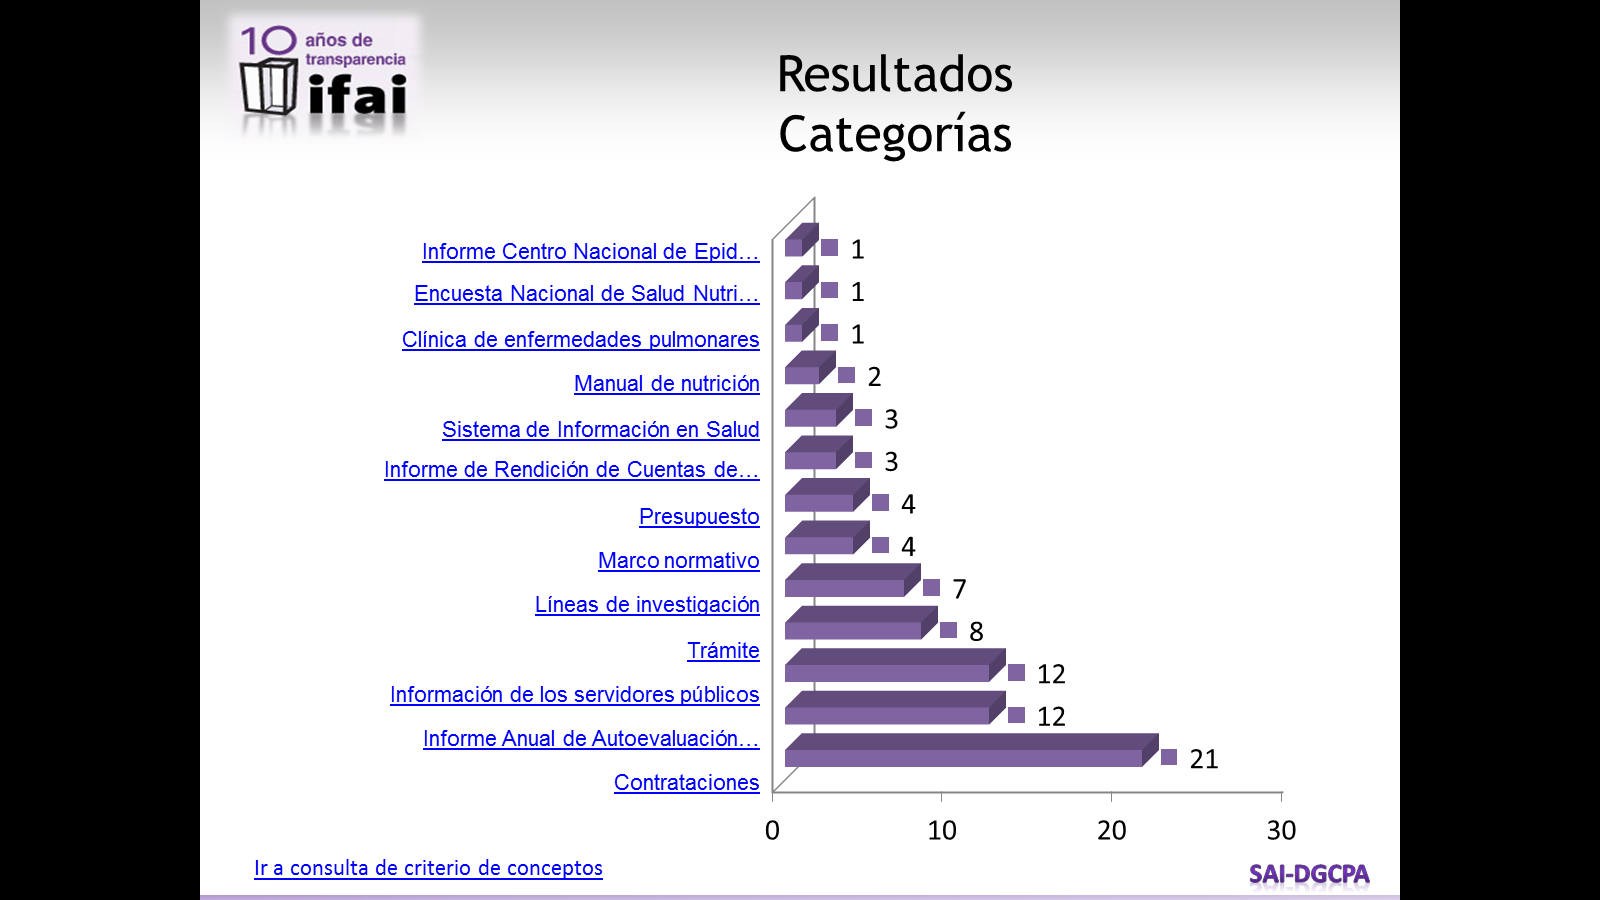 10 años de
transparencia
ifai
Resultados
Categorías
Informe Centro Nacional de Epid… 1
Encuesta Nacional de Salud Nutri… 1
Clínica de enfermedades pulmonares 1
Manual de nutrición 2
Sistema de Información en Salud 3
Informe de Rendición de Cuentas de… 3
Presupuesto 4
Marco normativo 4
Líneas de investigación 7
Trámite 8
Información de los servidores públicos 12
Informe Anual de Autoevaluación… 12
Contrataciones 21
0 10 20 30
Ir a consulta de criterio de conceptos
SAI-DGCPA